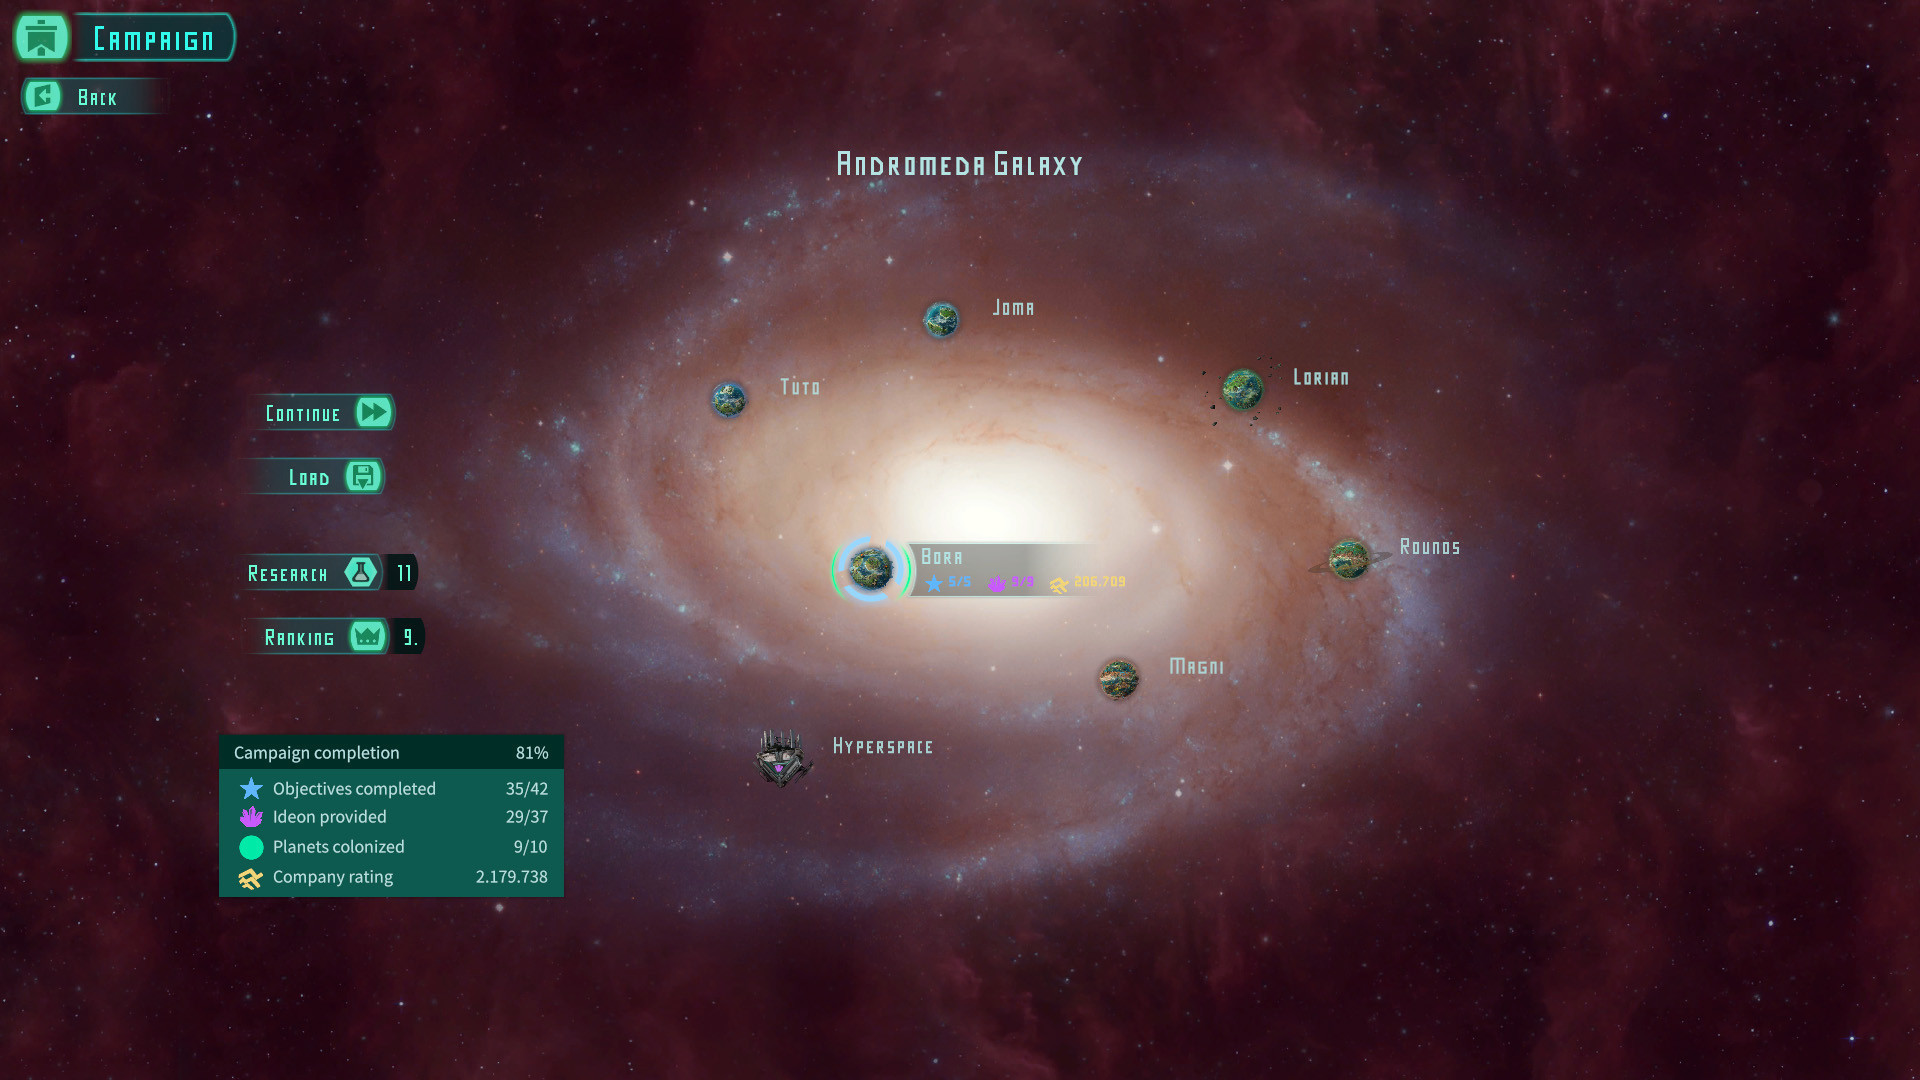 Campaign
Back
Andromeda Galaxy
Joma
Tuto
Lorian
Continue
Load
Bora
5/5 9/9 206.709
Rounos
Research 11
Ranking 9.
Magni
Hyperspace
Campaign completion 81%
Objectives completed 35/42
Ideon provided 29/37
Planets colonized 9/10
Company rating 2.179.738